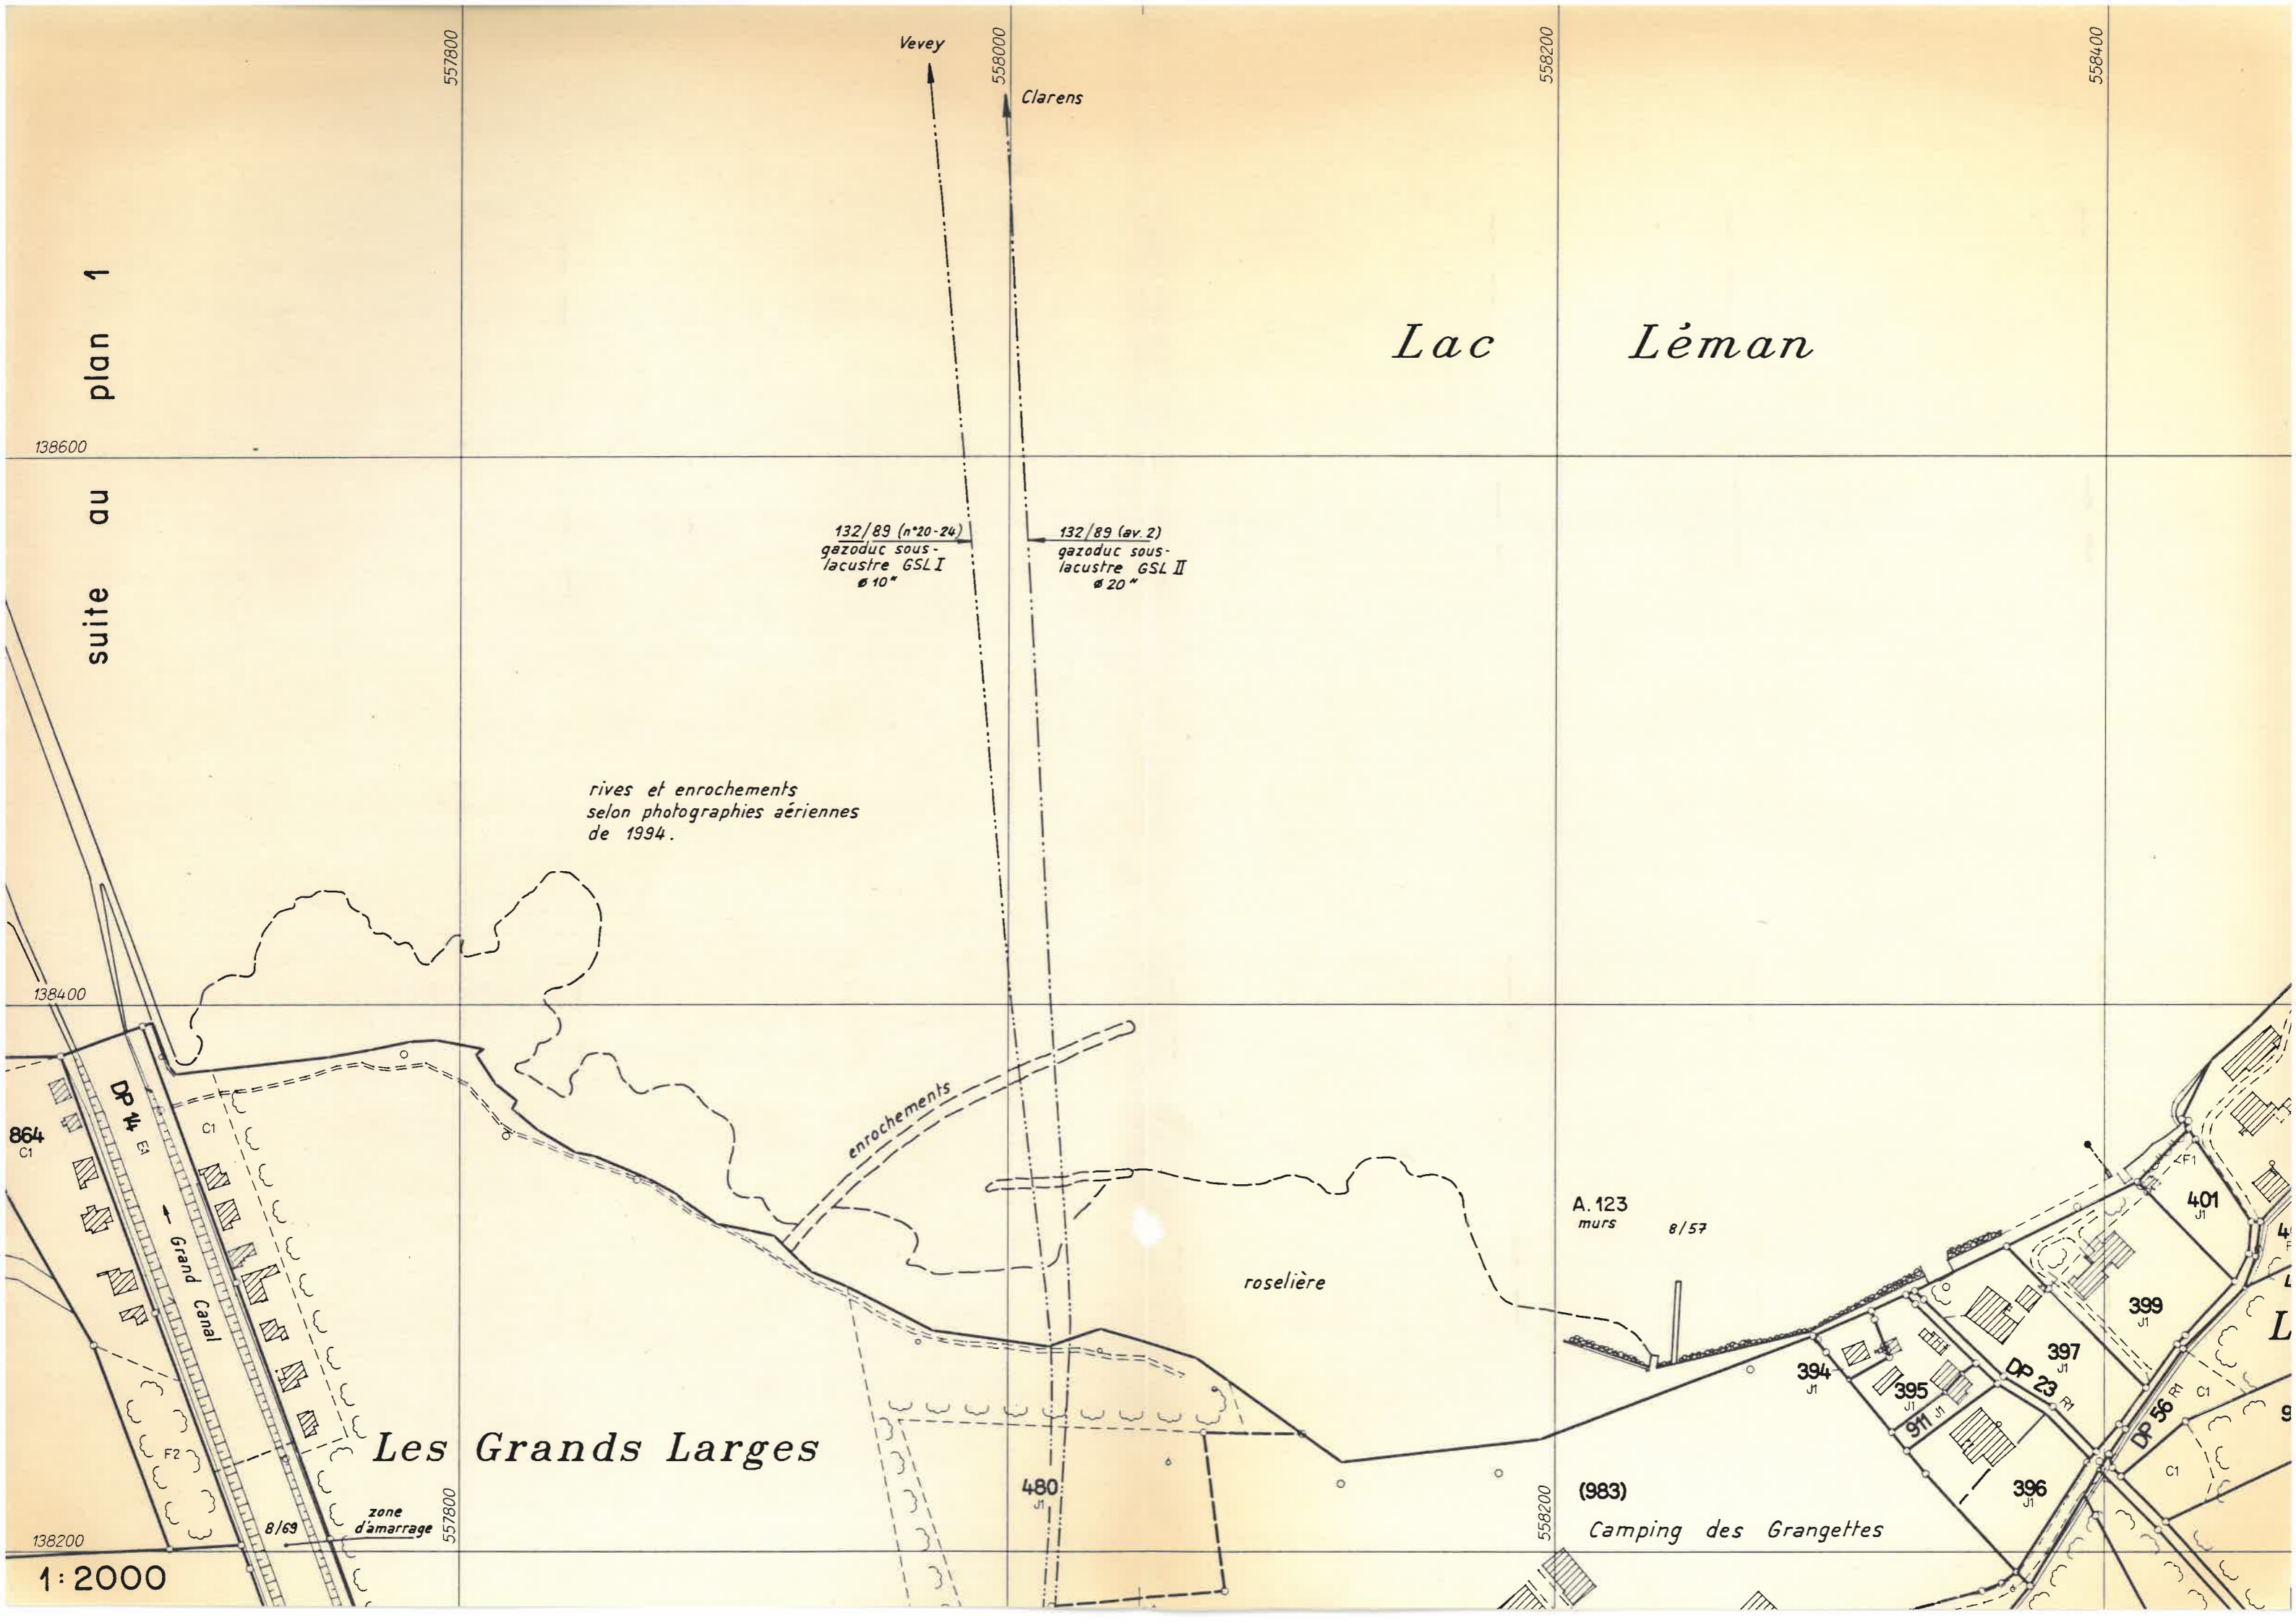 557800
Vevey
558000
Clarens
558200
558400
suite au plan 1
Lac Léman
138600
132/89 (n°20-24)
gazoduc sous-
lacustre GSL I
ø 10"
132/89 (av. 2)
gazoduc sous-
lacustre GSL II
ø 20"
rives et enrochements
selon photographies aériennes
de 1994.
138400
enrochements
DP 14
E1
C1
864
C1
Grand Canal
roselière
A.123
murs
8/57
F1
401
J1
399
J1
397
J1
394
J1
395
J1
911
J1
DP 23
R1
DP 56
R1
C1
C1
396
J1
F2
Les Grands Larges
480
J1
(983)
Camping des Grangettes
zone
d'amarrage
8/69
557800
558200
138200
1:2000